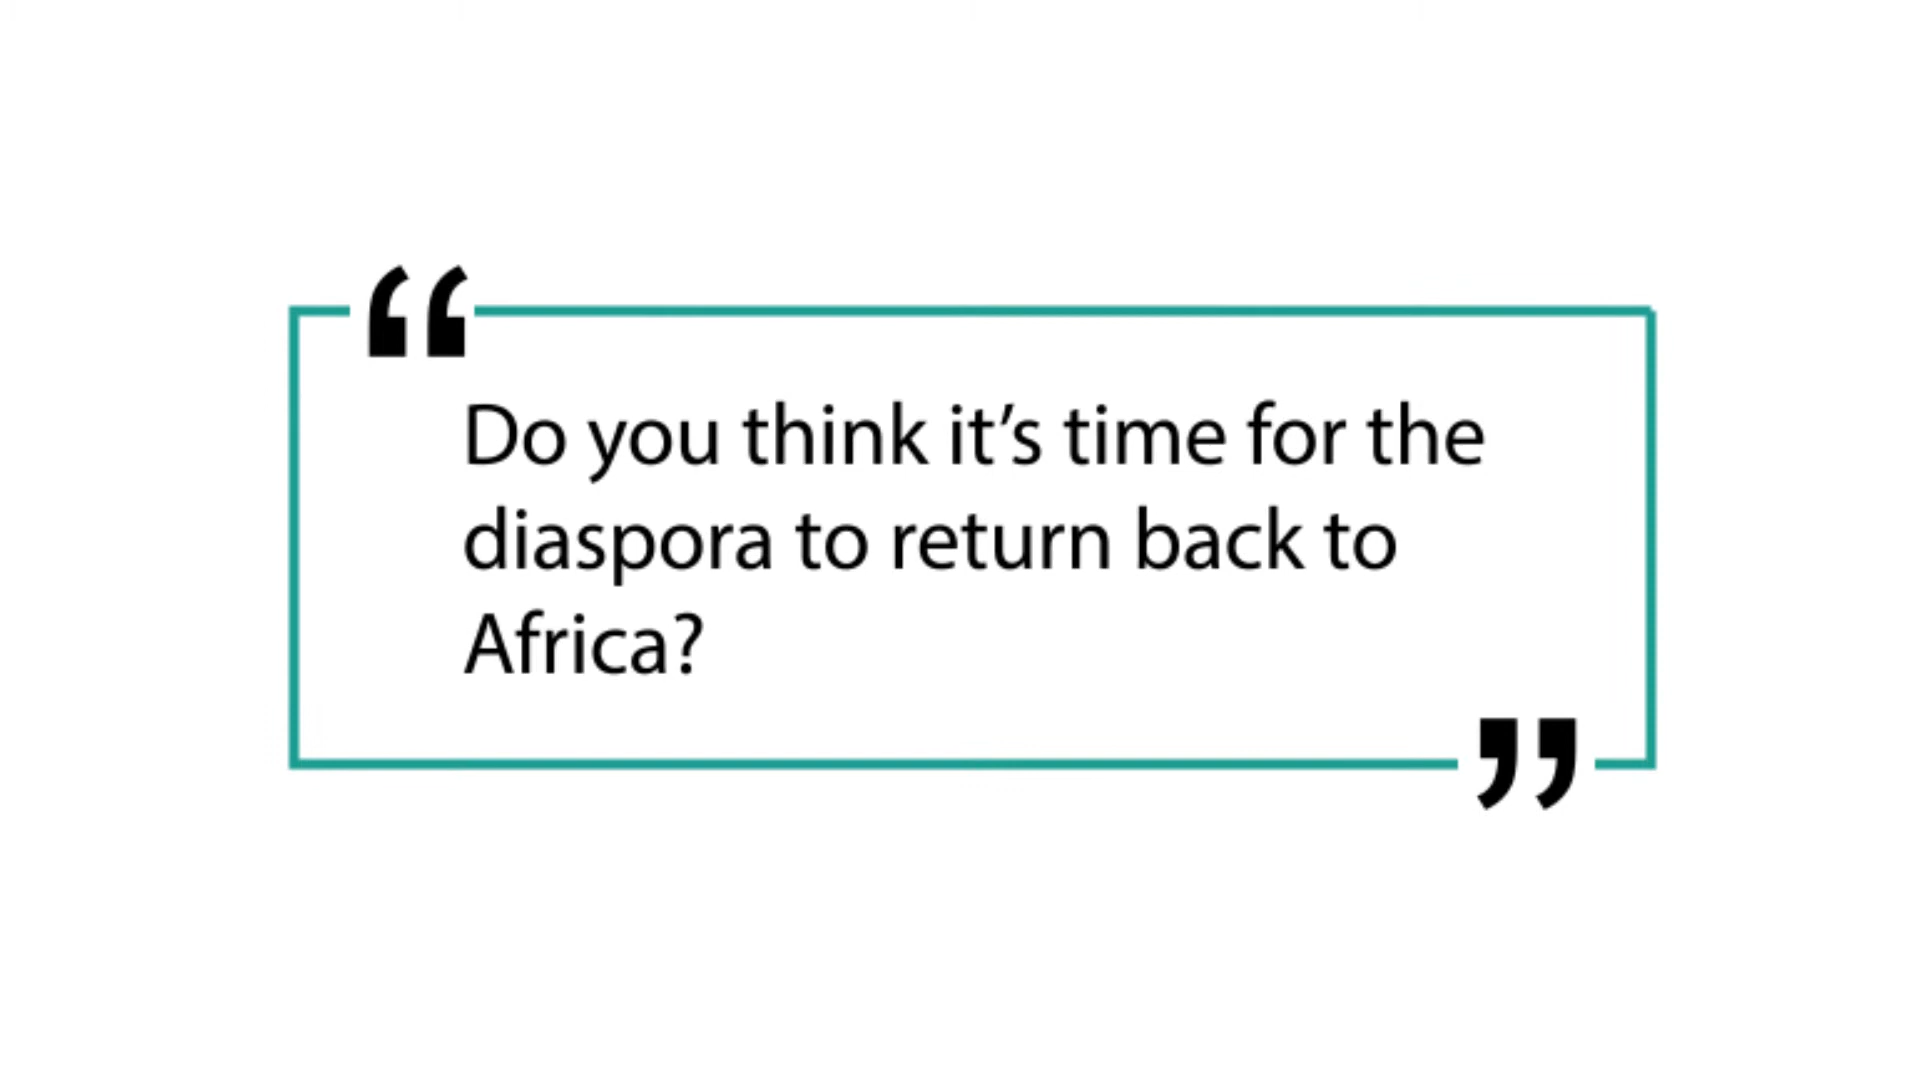 “
Do you think it’s time for the
diaspora to return back to
Africa?
”